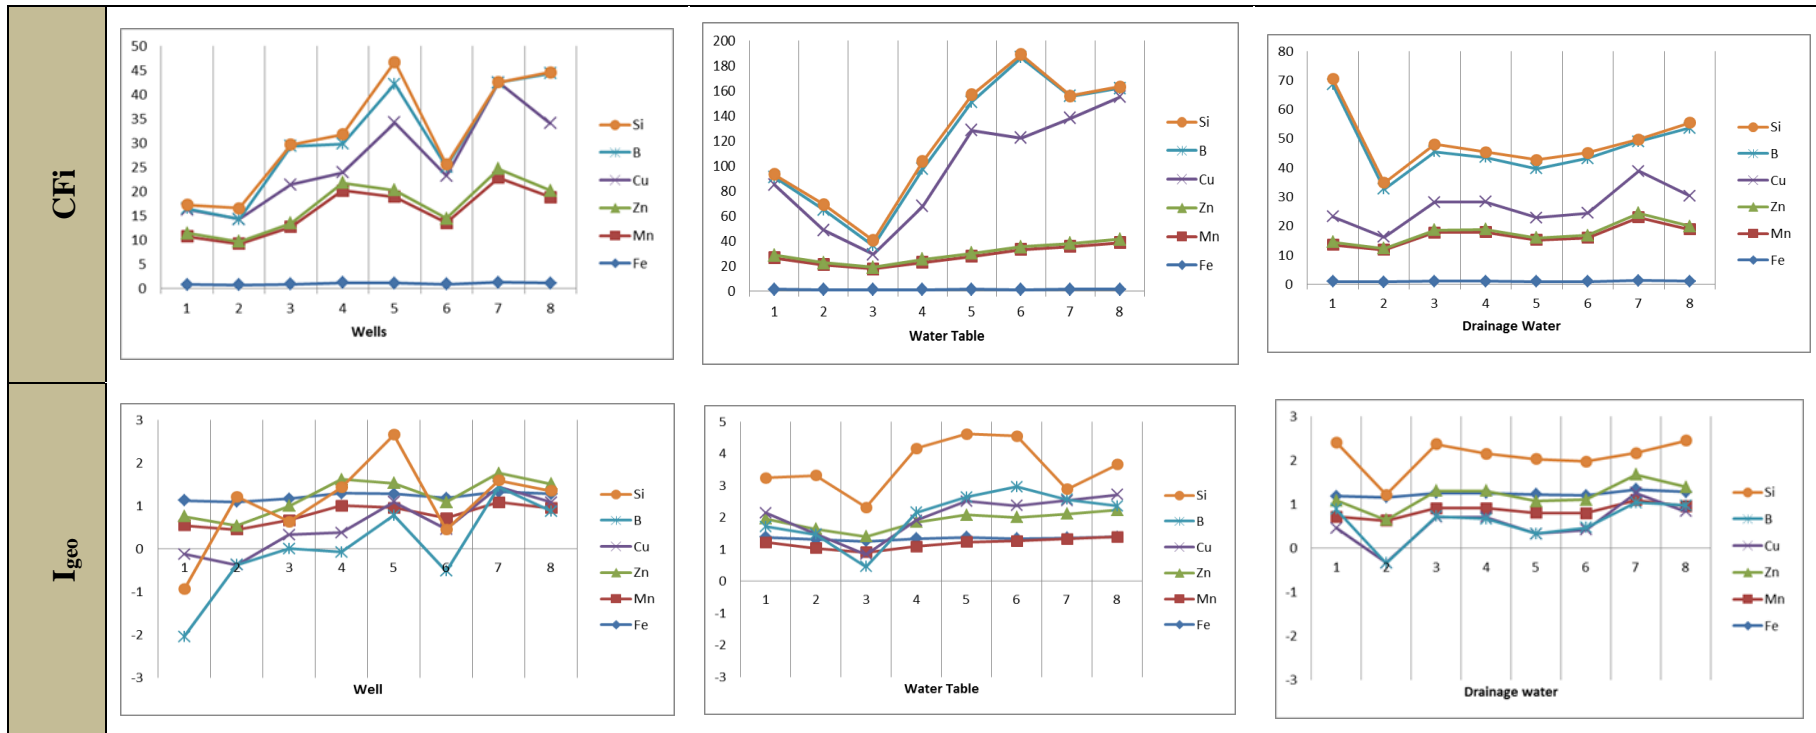 CFi
50
45
40
35
30
25
20
15
10
5
0
1 2 3 4 5 6 7 8
Wells
Si
B
Cu
Zn
Mn
Fe
200
180
160
140
120
100
80
60
40
20
0
1 2 3 4 5 6 7 8
Water Table
Si
B
Cu
Zn
Mn
Fe
80
70
60
50
40
30
20
10
0
1 2 3 4 5 6 7 8
Drainage Water
Si
B
Cu
Zn
Mn
Fe
Igeo
3
2
1
0
-1
-2
-3
1 2 3 4 5 6 7 8
Well
Si
B
Cu
Zn
Mn
Fe
5
4
3
2
1
0
-1
-2
-3
1 2 3 4 5 6 7 8
Water Table
Si
B
Cu
Zn
Mn
Fe
3
2
1
0
-1
-2
-3
1 2 3 4 5 6 7 8
Drainage water
Si
B
Cu
Zn
Mn
Fe